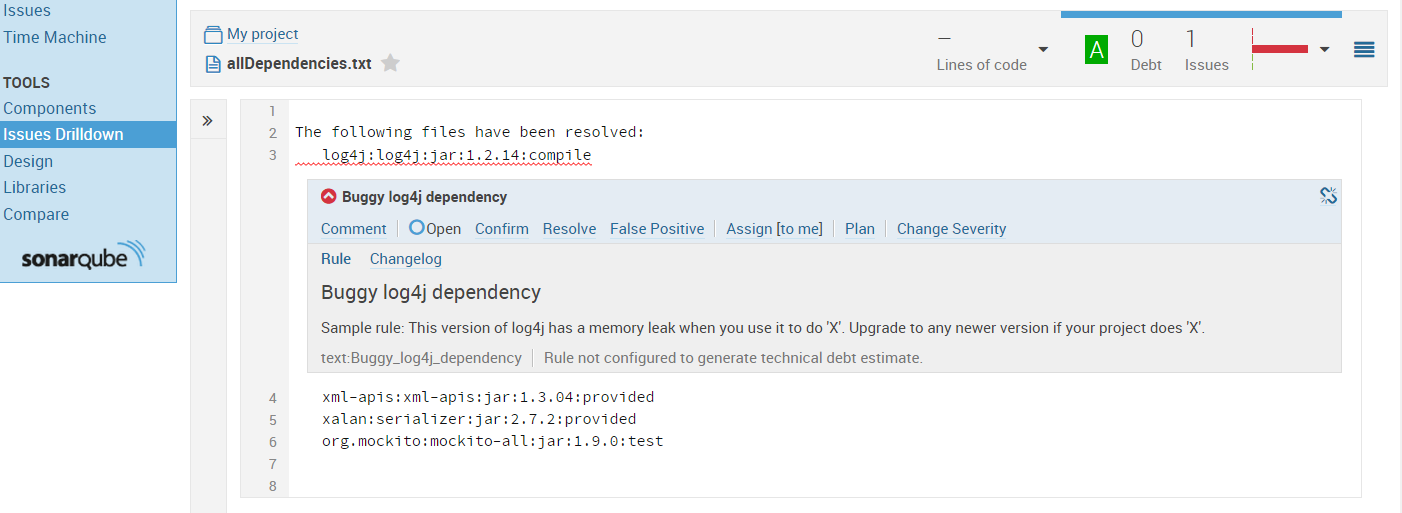 Issues
Time Machine
TOOLS
Components
Issues Drilldown
Design
Libraries
Compare
sonarqube
My project
allDependencies.txt
–
Lines of code
A
0
Debt
1
Issues
»
1
2 The following files have been resolved:
3 log4j:log4j:jar:1.2.14:compile
Buggy log4j dependency
Comment Open Confirm Resolve False Positive Assign [to me] Plan Change Severity
Rule Changelog
Buggy log4j dependency
Sample rule: This version of log4j has a memory leak when you use it to do 'X'. Upgrade to any newer version if your project does 'X'.
text:Buggy_log4j_dependency Rule not configured to generate technical debt estimate.
4 xml-apis:xml-apis:jar:1.3.04:provided
5 xalan:serializer:jar:2.7.2:provided
6 org.mockito:mockito-all:jar:1.9.0:test
7
8